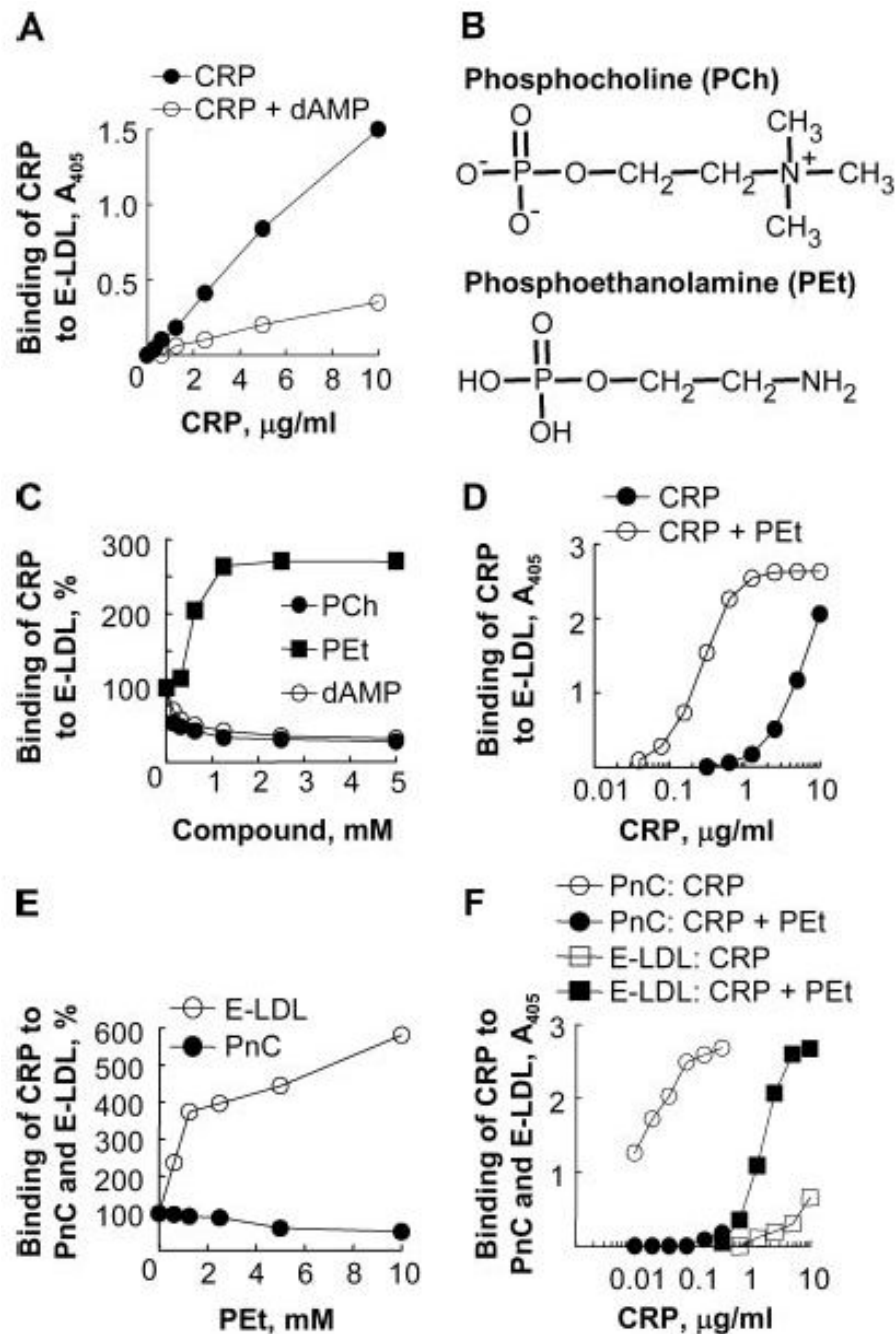 A
CRP
CRP + dAMP
Binding of CRP
to E-LDL, A405
1.5
1.0
0.5
0 2 4 6 8 10
CRP, μg/ml
B
Phosphocholine (PCh)
O CH3
O- P O CH2 CH2 N+ CH3
O- CH3
Phosphoethanolamine (PEt)
O
HO P O CH2 CH2 NH2
OH
C
Binding of CRP
to E-LDL, %
300
200
100
PCh
PEt
dAMP
0 1 2 3 4 5
Compound, mM
D
CRP
CRP + PEt
Binding of CRP
to E-LDL, A405
3
2
1
0.01 0.1 1 10
CRP, μg/ml
E
E-LDL
PnC
Binding of CRP to
PnC and E-LDL, %
600
500
400
300
200
100
0 2 4 6 8 10
PEt, mM
F
PnC: CRP
PnC: CRP + PEt
E-LDL: CRP
E-LDL: CRP + PEt
Binding of CRP to
PnC and E-LDL, A405
3
2
1
0.01 0.1 1 10
CRP, μg/ml